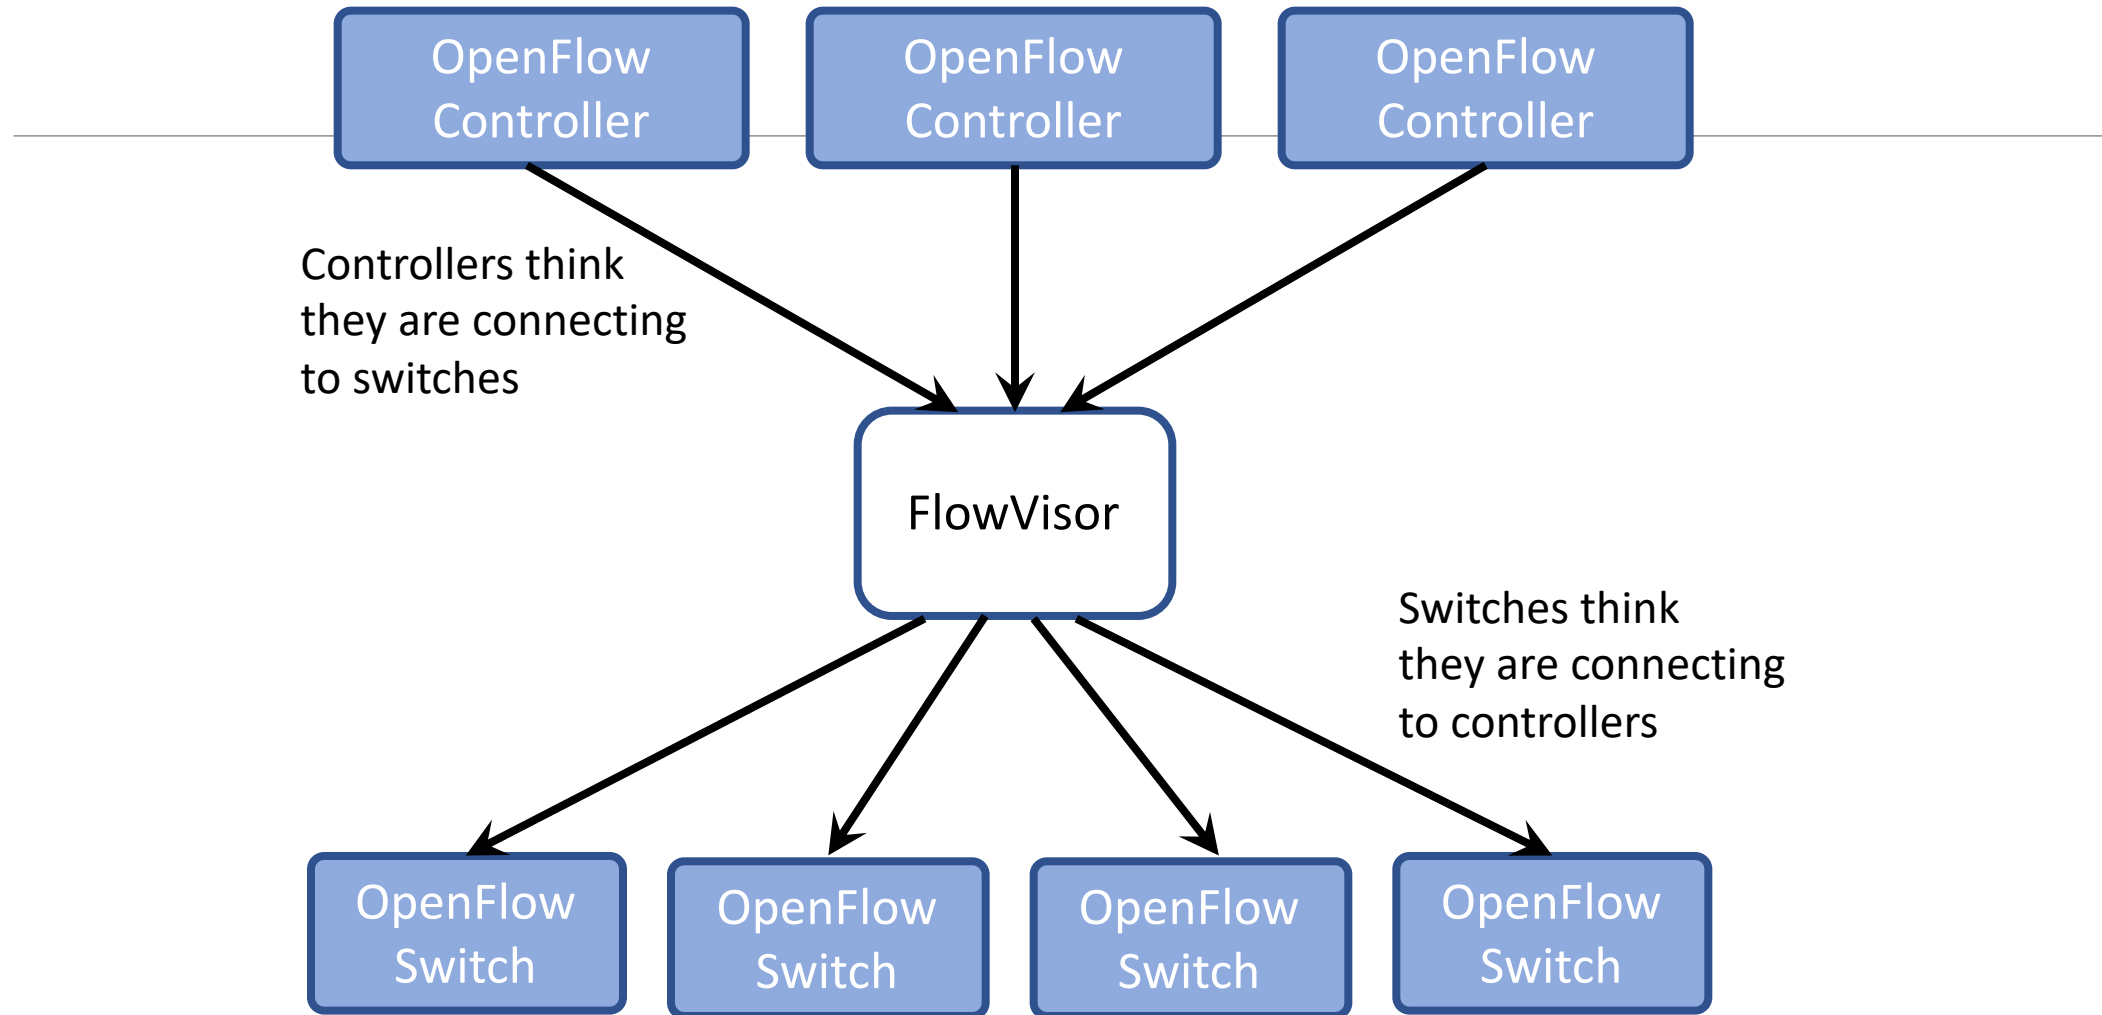 OpenFlow
Controller
OpenFlow
Controller
OpenFlow
Controller
Controllers think
they are connecting
to switches
FlowVisor
Switches think
they are connecting
to controllers
OpenFlow
Switch
OpenFlow
Switch
OpenFlow
Switch
OpenFlow
Switch